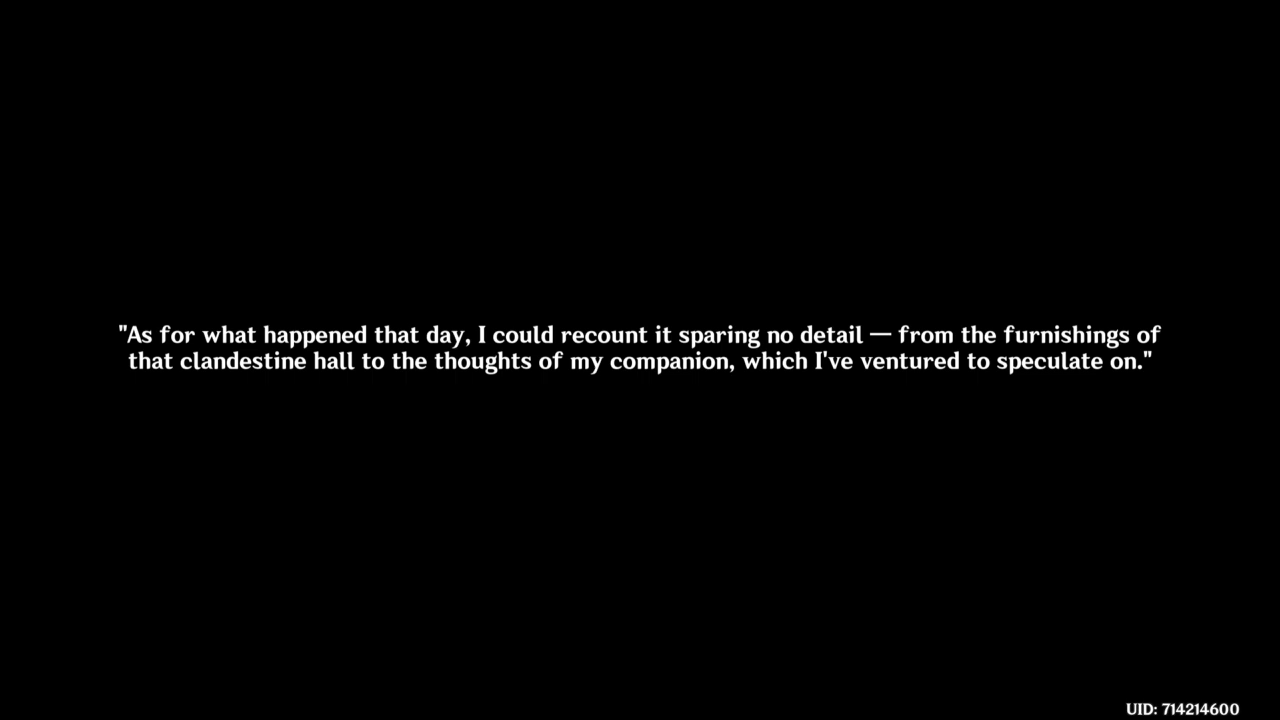 "As for what happened that day, I could recount it sparing no detail — from the furnishings of
that clandestine hall to the thoughts of my companion, which I've ventured to speculate on."
UID: 714214600